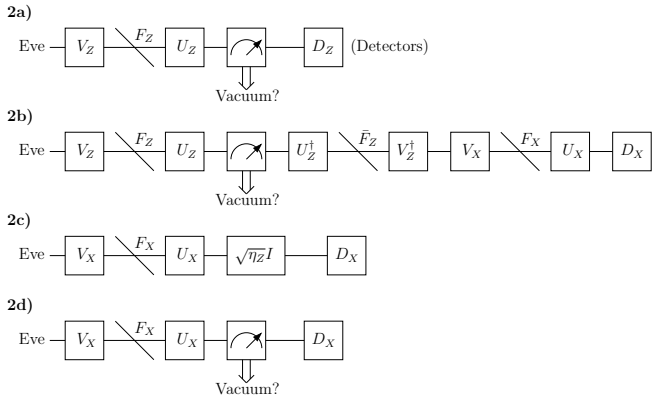 2a)
Eve V_Z F_Z U_Z D_Z (Detectors)
Vacuum?
2b)
Eve V_Z F_Z U_Z U_Z^† F̄_Z V_Z^† V_X F_X U_X D_X
Vacuum?
2c)
Eve V_X F_X U_X √η_Z I D_X
2d)
Eve V_X F_X U_X D_X
Vacuum?